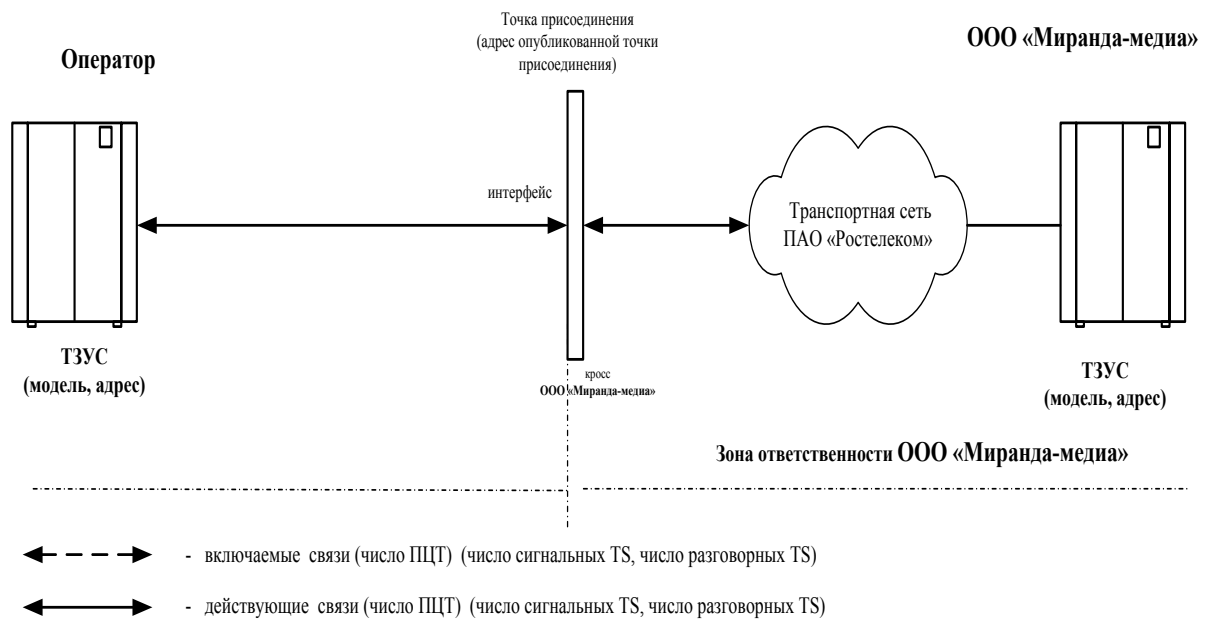 Точка присоединения
(адрес опубликованной точки
присоединения)
ООО «Миранда-медиа»
Оператор
интерфейс
Транспортная сеть
ПАО «Ростелеком»
ТЗУС
(модель, адрес)
кросс
ООО «Миранда-медиа»
ТЗУС
(модель, адрес)
Зона ответственности ООО «Миранда-медиа»
- включаемые связи (число ПЦТ) (число сигнальных TS, число разговорных TS)
- действующие связи (число ПЦТ) (число сигнальных TS, число разговорных TS)